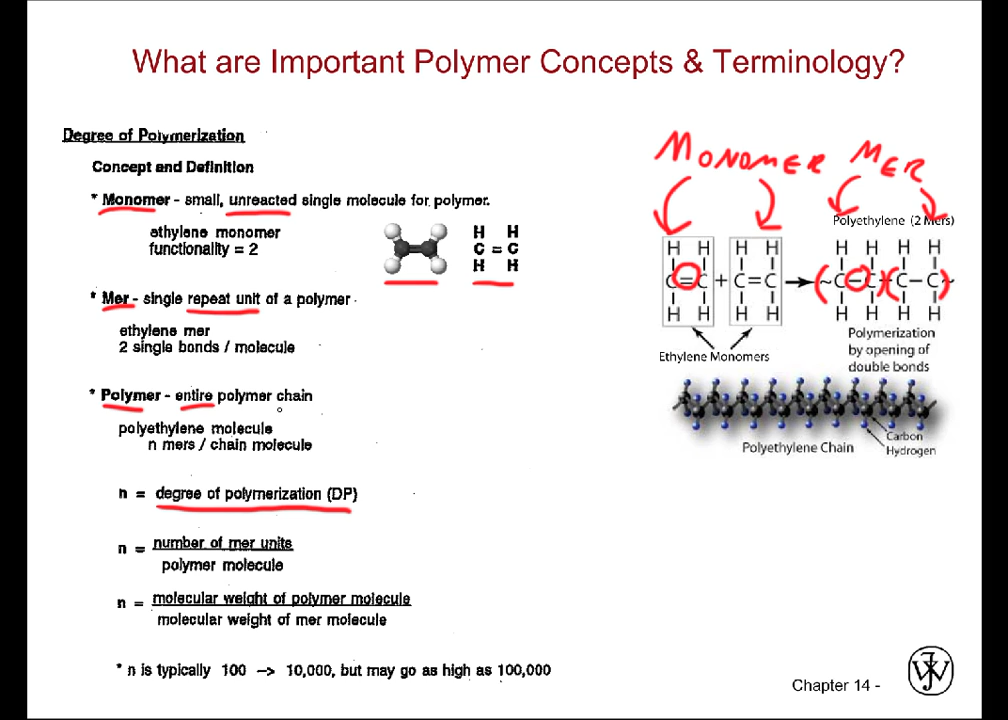 What are Important Polymer Concepts & Terminology?
Degree of Polymerization
Concept and Definition
* Monomer - small, unreacted single molecule for polymer.
ethylene monomer
functionality = 2
H H
C = C
H H
* Mer - single repeat unit of a polymer
ethylene mer
2 single bonds / molecule
* Polymer - entire polymer chain
polyethylene molecule
n mers / chain molecule
n = degree of polymerization (DP)
n = number of mer units
polymer molecule
n = molecular weight of polymer molecule
molecular weight of mer molecule
* n is typically 100 --> 10,000, but may go as high as 100,000
MONOMER MER
Polyethylene (2 Mers)
H H H H H H H H
C=C + C=C ~C-C-C-C~
H H H H H H H H
Ethylene Monomers
Polymerization
by opening of
double bonds
Carbon
Hydrogen
Polyethylene Chain
Chapter 14 -